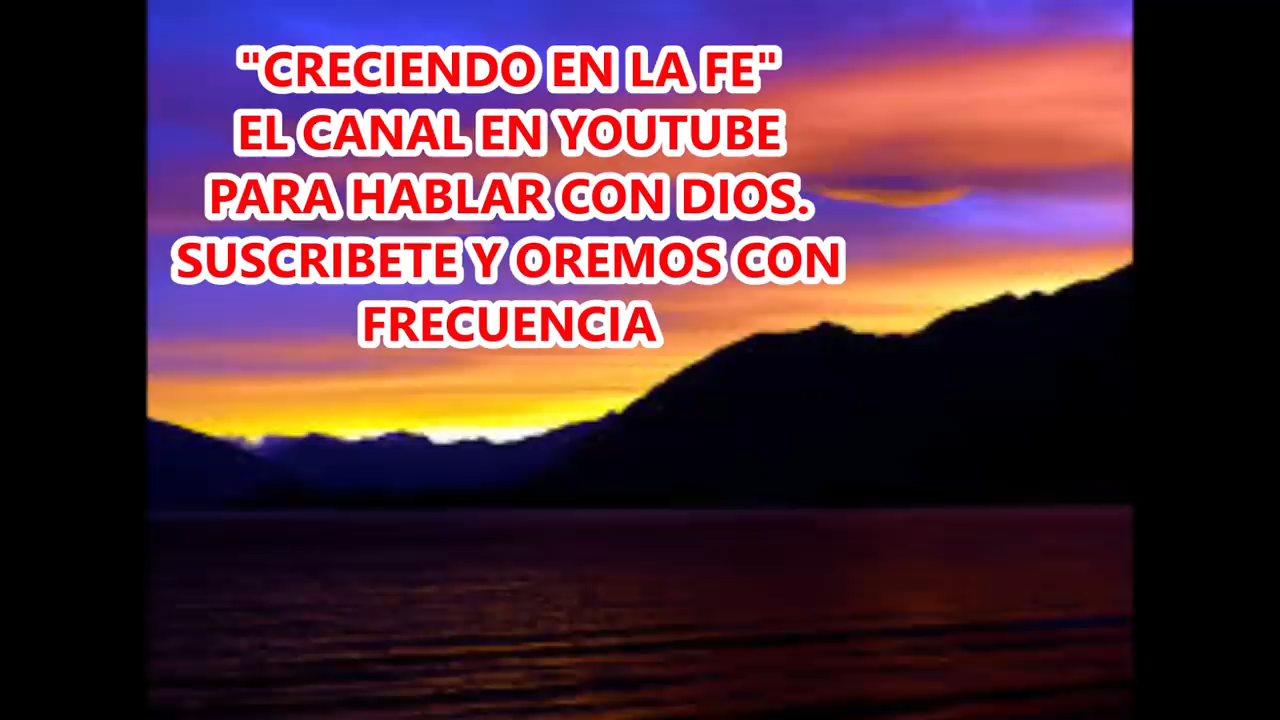 "CRECIENDO EN LA FE"
EL CANAL EN YOUTUBE
PARA HABLAR CON DIOS.
SUSCRIBETE Y OREMOS CON
FRECUENCIA